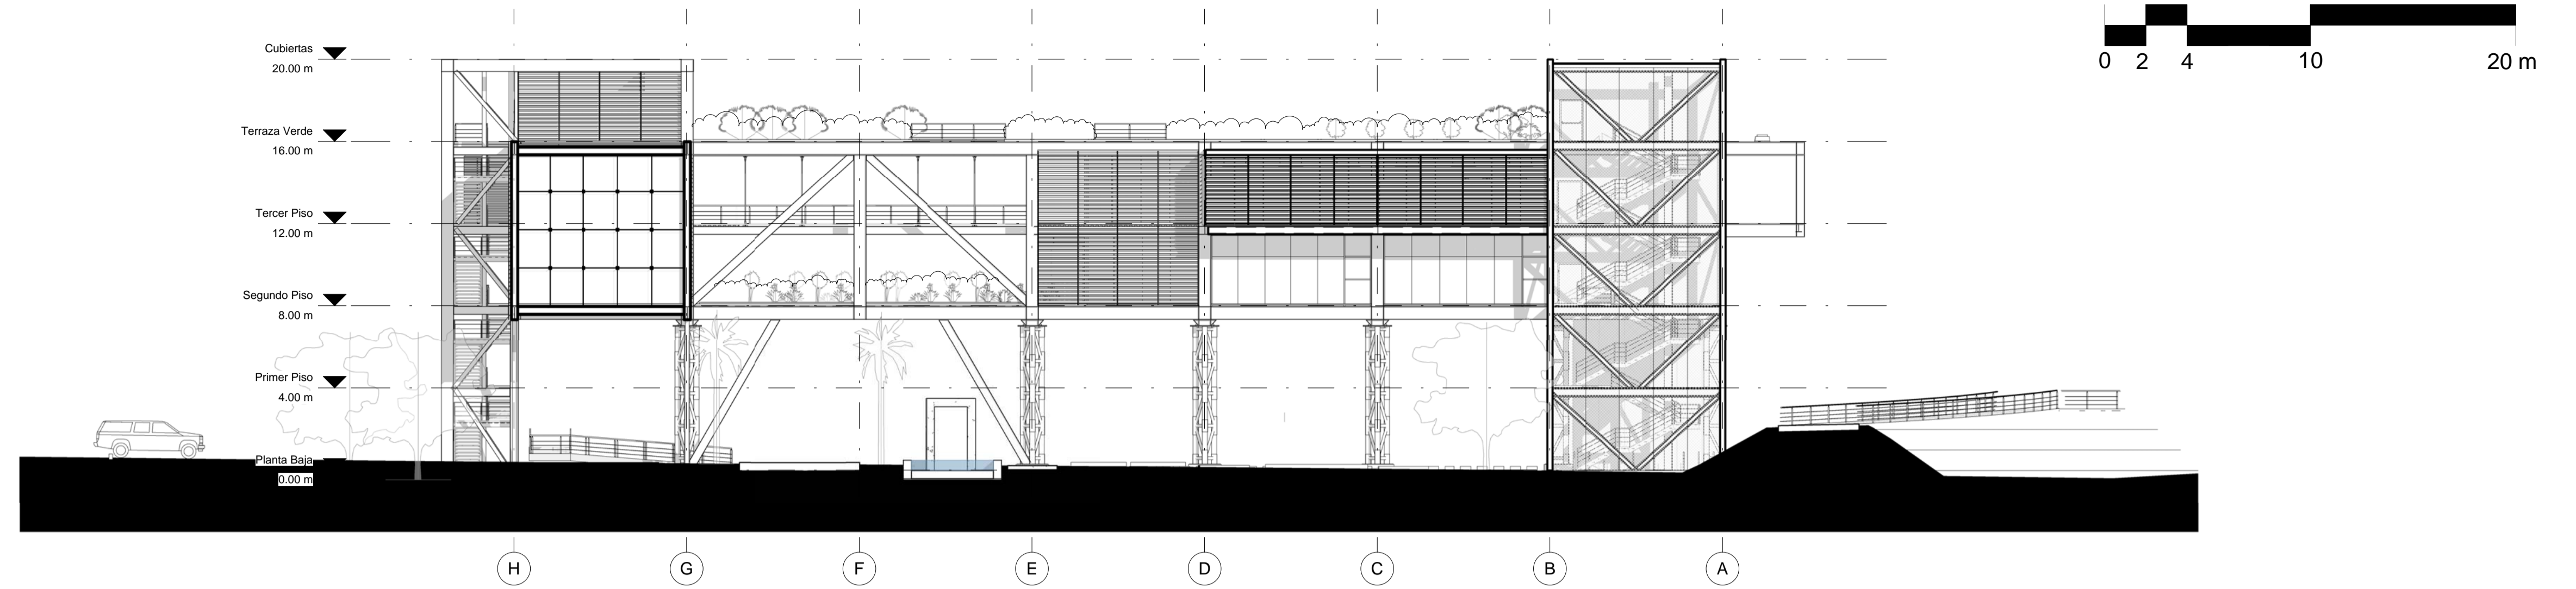 0 2 4 10 20 m
Cubiertas
20.00 m
Terraza Verde
16.00 m
Tercer Piso
12.00 m
Segundo Piso
8.00 m
Primer Piso
4.00 m
Planta Baja
0.00 m
H G F E D C B A